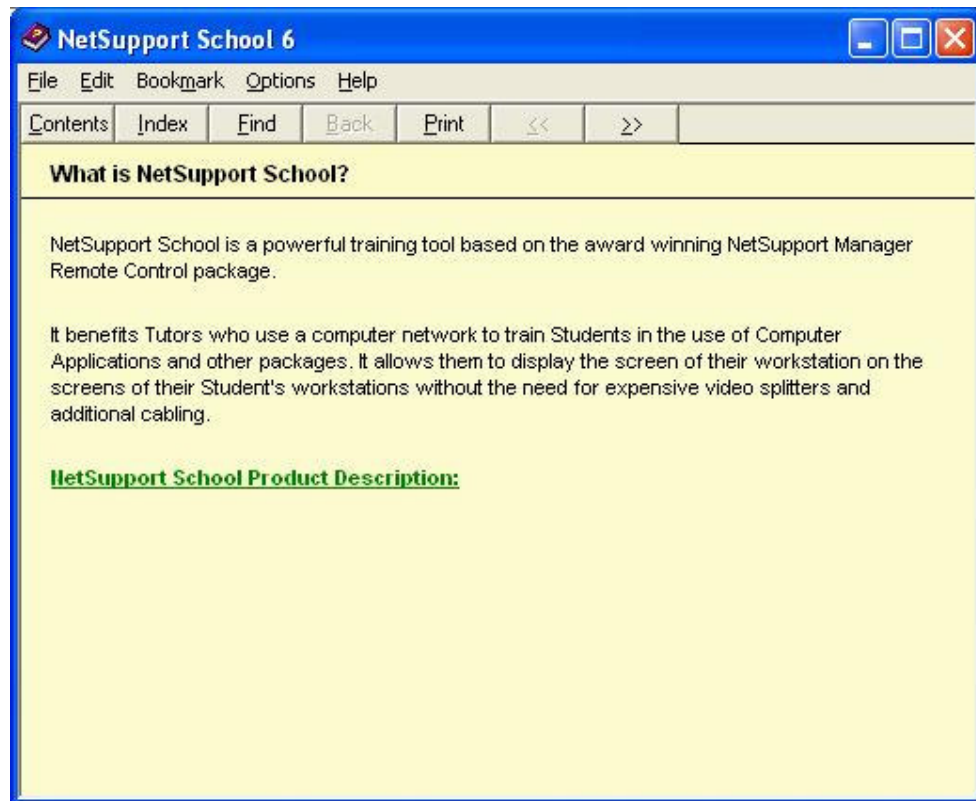 NetSupport School 6
File Edit Bookmark Options Help
Contents Index Find Back Print << >>
What is NetSupport School?
NetSupport School is a powerful training tool based on the award winning NetSupport Manager
Remote Control package.
It benefits Tutors who use a computer network to train Students in the use of Computer
Applications and other packages. It allows them to display the screen of their workstation on the
screens of their Student's workstations without the need for expensive video splitters and
additional cabling.
NetSupport School Product Description: